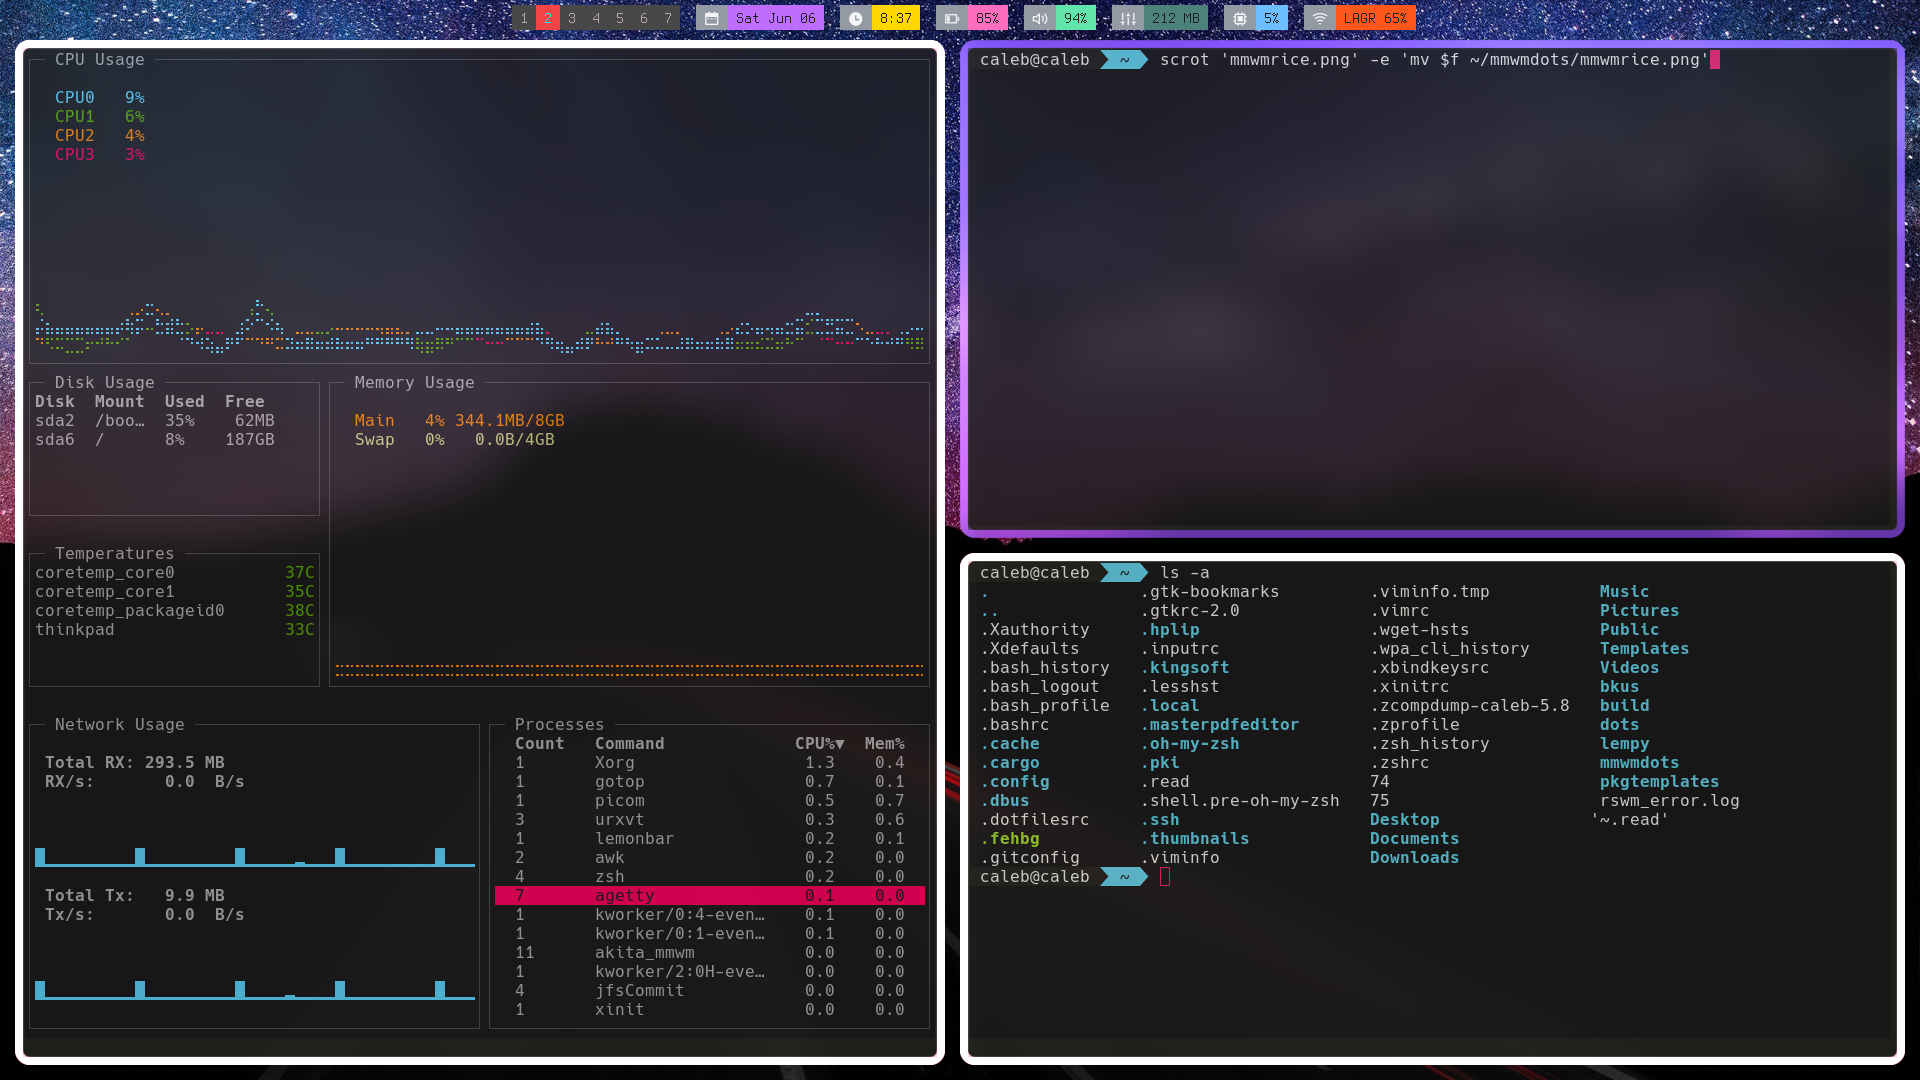 1 2 3 4 5 6 7 Sat Jun 06 8:37 85% 94% 212 MB 5% LAGR 65%
CPU Usage
CPU0 9%
CPU1 6%
CPU2 4%
CPU3 3%
Disk Usage
Disk Mount Used Free
sda2 /boo… 35% 62MB
sda6 / 8% 187GB
Memory Usage
Main 4% 344.1MB/8GB
Swap 0% 0.0B/4GB
Temperatures
coretemp_core0 37C
coretemp_core1 35C
coretemp_packageid0 38C
thinkpad 33C
Network Usage
Total RX: 293.5 MB
RX/s: 0.0 B/s
Total Tx: 9.9 MB
Tx/s: 0.0 B/s
Processes
Count Command CPU%▼ Mem%
1 Xorg 1.3 0.4
1 gotop 0.7 0.1
1 picom 0.5 0.7
3 urxvt 0.3 0.6
1 lemonbar 0.2 0.1
2 awk 0.2 0.0
4 zsh 0.2 0.0
7 agetty 0.1 0.0
1 kworker/0:4-even… 0.1 0.0
1 kworker/0:1-even… 0.1 0.0
11 akita_mmwm 0.0 0.0
1 kworker/2:0H-eve… 0.0 0.0
4 jfsCommit 0.0 0.0
1 xinit 0.0 0.0
caleb@caleb ~ scrot 'mmwmrice.png' -e 'mv $f ~/mmwmdots/mmwmrice.png'
caleb@caleb ~ ls -a
. .gtk-bookmarks .viminfo.tmp Music
.. .gtkrc-2.0 .vimrc Pictures
.Xauthority .hplip .wget-hsts Public
.Xdefaults .inputrc .wpa_cli_history Templates
.bash_history .kingsoft .xbindkeysrc Videos
.bash_logout .lesshst .xinitrc bkus
.bash_profile .local .zcompdump-caleb-5.8 build
.bashrc .masterpdfeditor .zprofile dots
.cache .oh-my-zsh .zsh_history lempy
.cargo .pki .zshrc mmwmdots
.config .read 74 pkgtemplates
.dbus .shell.pre-oh-my-zsh 75 rswm_error.log
.dotfilesrc .ssh Desktop '~.read'
.fehbg .thumbnails Documents
.gitconfig .viminfo Downloads
caleb@caleb ~